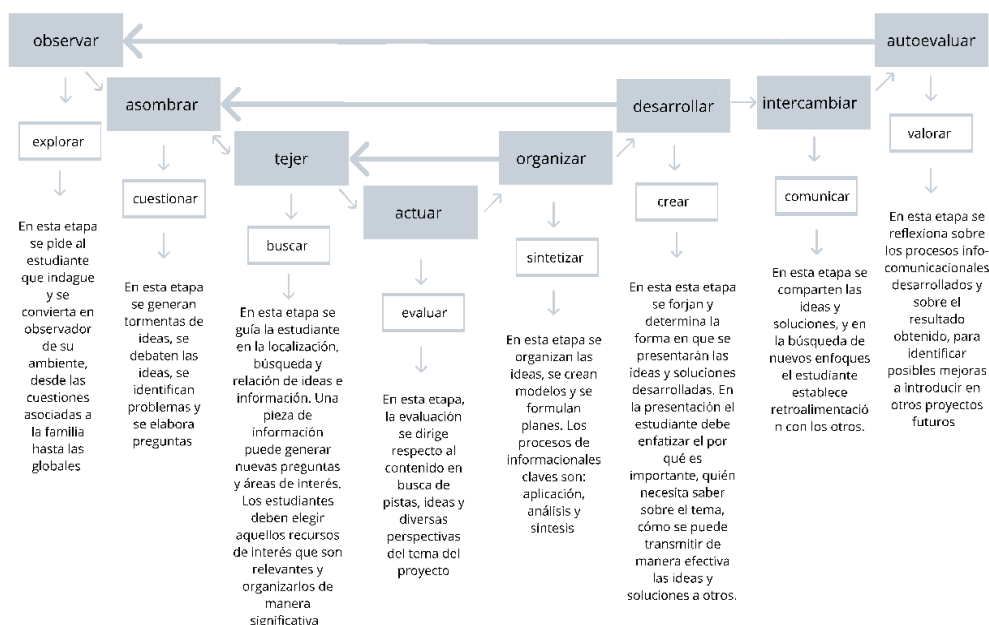 observar
explorar
En esta etapa
se pide al
estudiante
que indague
y se
convierta en
observador
de su
ambiente,
desde las
cuestiones
asociadas a
la familia
hasta las
globales
asombrar
cuestionar
En esta etapa
se generan
tormentas de
ideas, se
debaten las
ideas, se
identifican
problemas y
se elabora
preguntas
tejer
buscar
En esta etapa se
guía la estudiante
en la localización,
búsqueda y
relación de ideas e
información. Una
pieza de
información
puede generar
nuevas preguntas
y áreas de interés.
Los estudiantes
deben elegir
aquellos recursos
de interés que son
relevantes y
organizarlos de
manera
significativa
actuar
evaluar
En esta etapa,
la evaluación
se dirige
respecto al
contenido en
busca de
pistas, ideas y
diversas
perspectivas
del tema del
proyecto
organizar
sintetizar
En esta etapa se
organizan las
ideas, se crean
modelos y se
formulan
planes. Los
procesos de
informacionales
claves son:
aplicación,
análisis y
síntesis
desarrollar
crear
En esta esta etapa
se forjan y
determina la
forma en que se
presentarán las
ideas y soluciones
desarrolladas. En
la presentación el
estudiante debe
enfatizar el por
qué es
importante, quién
necesita saber
sobre el tema,
cómo se puede
transmitir de
manera efectiva
las ideas y
soluciones a otros.
intercambiar
comunicar
En esta etapa se
comparten las
ideas y
soluciones, y en
la búsqueda de
nuevos enfoques
el estudiante
establece
retroalimentació
n con los otros.
autoevaluar
valorar
En esta etapa se
reflexiona sobre
los procesos info-
comunicacionales
desarrollados y
sobre el
resultado
obtenido, para
identificar
posibles mejoras
a introducir en
otros proyectos
futuros